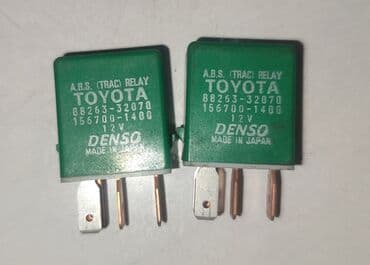 A.B.S. (TRAC) RELAY
TOYOTA
88263-32070
156700-1400
12V
DENSO
MADE IN JAPAN
A.B.S. (TRAC) RELAY
TOYOTA
88263-32070
156700-1400
12V
DENSO
MADE IN JAPAN